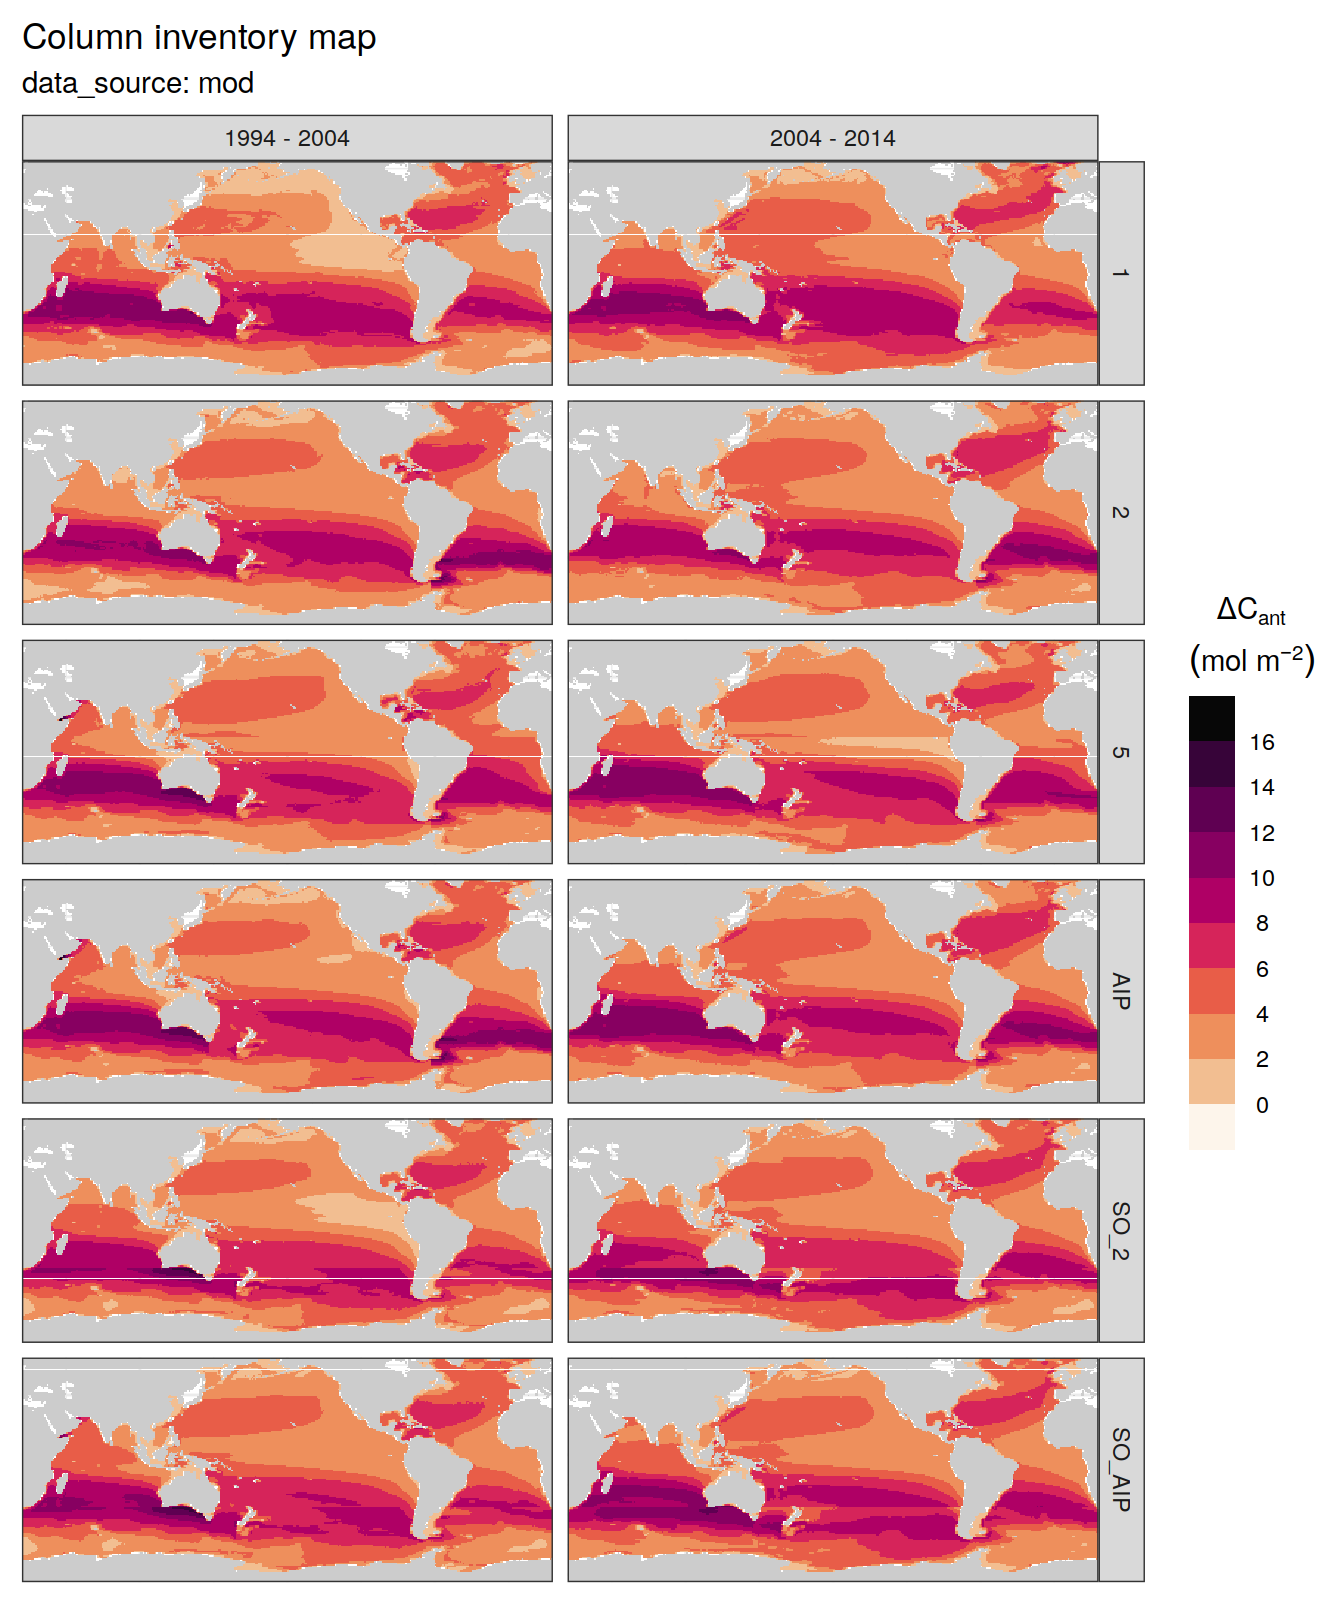 Column inventory map
data_source: mod
1994 - 2004
2004 - 2014
1
2
5
AIP
SO_2
SO_AIP
ΔCant
(mol m−2)
16
14
12
10
8
6
4
2
0